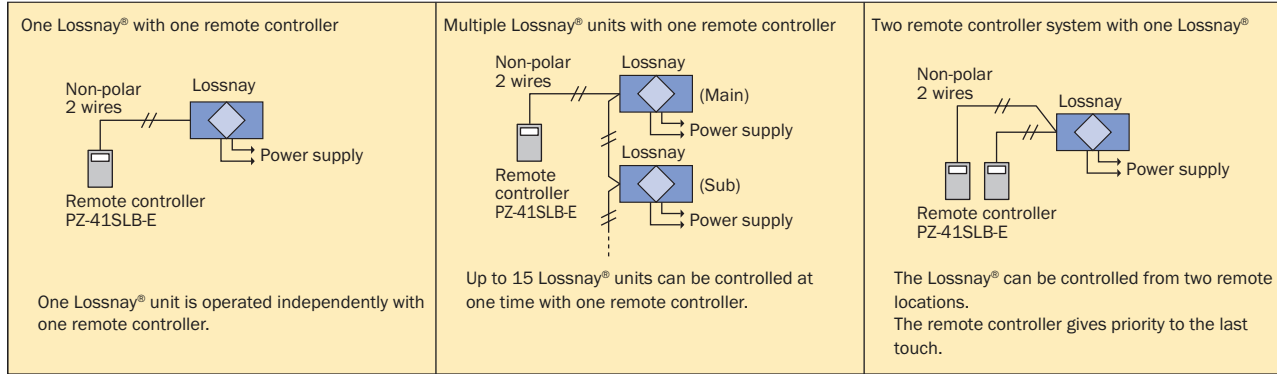 One Lossnay® with one remote controller
Non-polar
2 wires
Lossnay
Power supply
Remote controller
PZ-41SLB-E
One Lossnay® unit is operated independently with
one remote controller.
Multiple Lossnay® units with one remote controller
Non-polar
2 wires
Lossnay
(Main)
Power supply
Remote
controller
PZ-41SLB-E
Lossnay
(Sub)
Power supply
Up to 15 Lossnay® units can be controlled at
one time with one remote controller.
Two remote controller system with one Lossnay®
Non-polar
2 wires
Lossnay
Power supply
Remote controller
PZ-41SLB-E
The Lossnay® can be controlled from two remote
locations.
The remote controller gives priority to the last
touch.